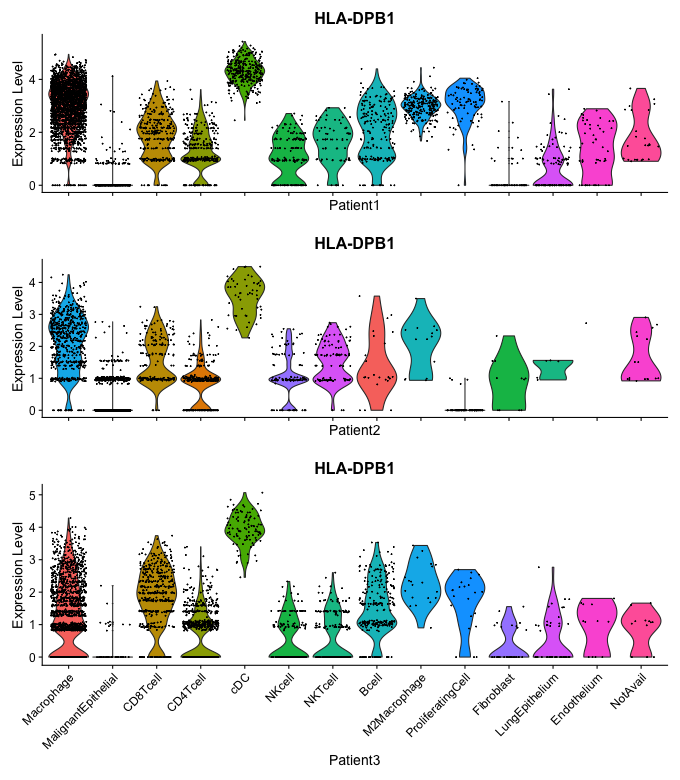 HLA-DPB1
Expression Level
4
2
0
Patient1
HLA-DPB1
Expression Level
4
3
2
1
0
Patient2
HLA-DPB1
Expression Level
5
4
3
2
1
0
Macrophage
MalignantEpithelial
CD8Tcell
CD4Tcell
cDC
NKcell
NKTcell
Bcell
M2Macrophage
ProliferatingCell
Fibroblast
LungEpithelium
Endothelium
NotAvail
Patient3